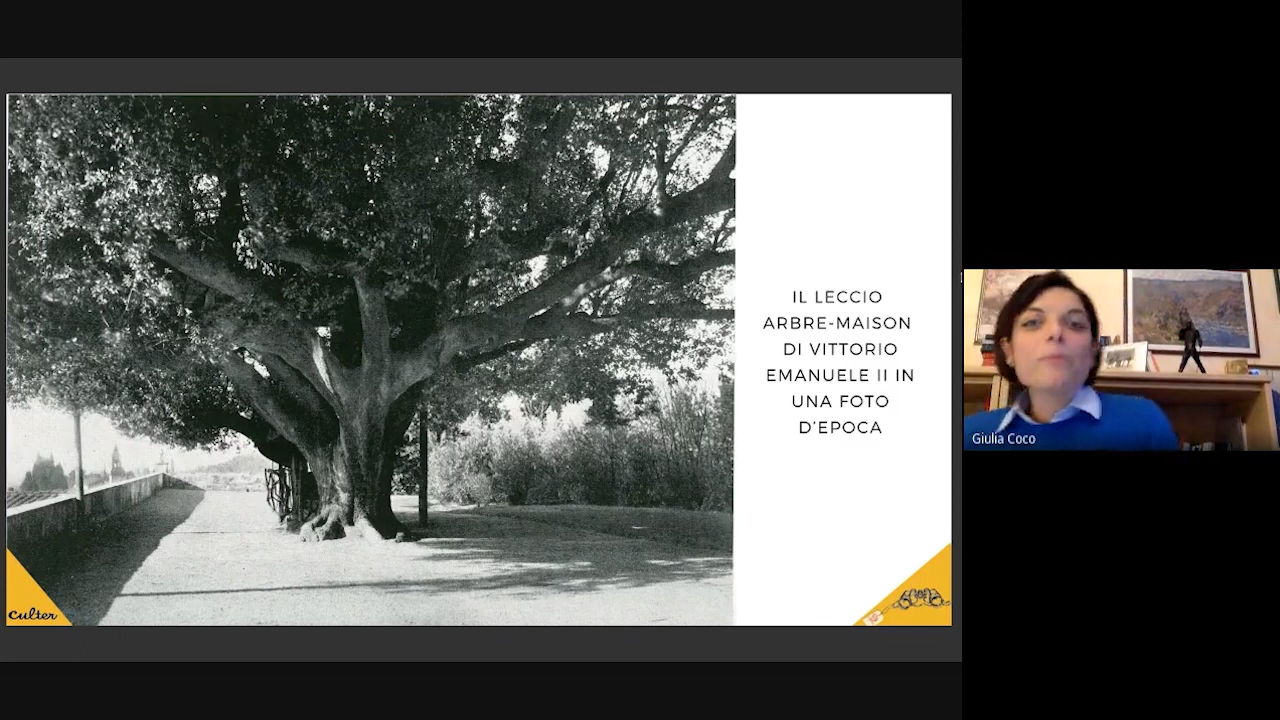 IL LECCIO
ARBRE-MAISON
DI VITTORIO
EMANUELE II IN
UNA FOTO
D'EPOCA
culter
Giulia Coco